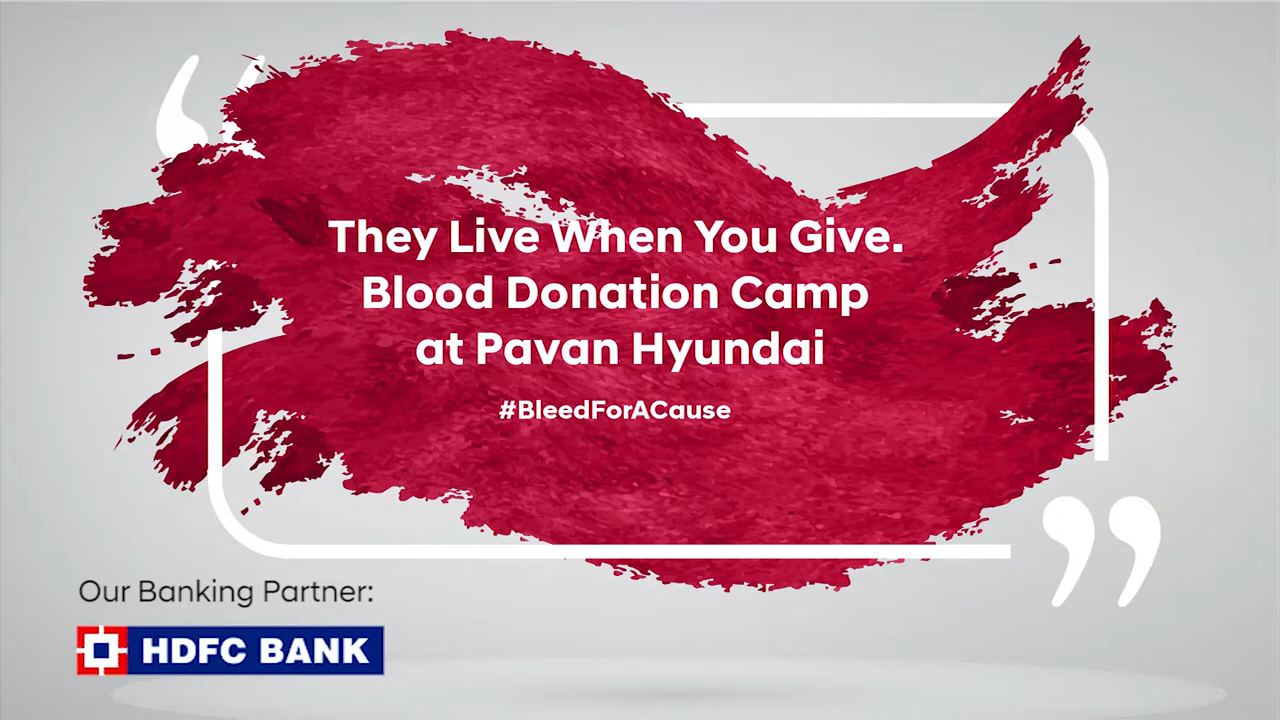 They Live When You Give.
Blood Donation Camp
at Pavan Hyundai
#BleedForACause
Our Banking Partner:
HDFC BANK